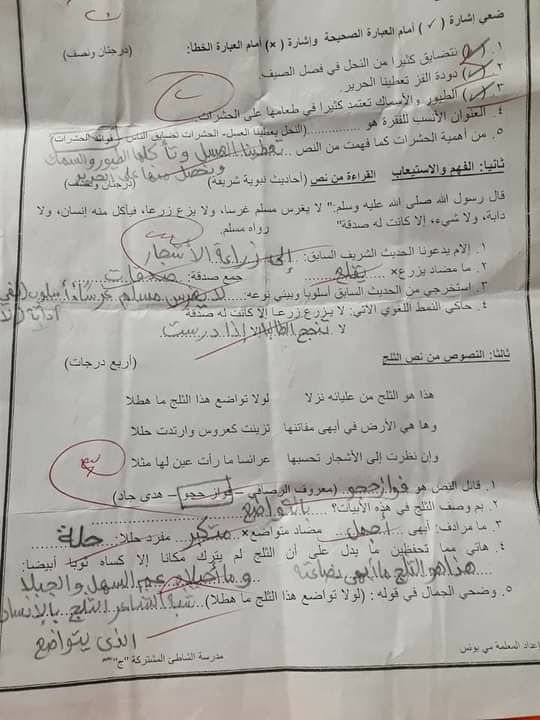 ضعي إشارة ( ✓ ) أمام العبارة الصحيحة وإشارة ( × ) أمام العبارة الخطأ: (درجتان ونصف)
١. نتضايق كثيرا من النحل في فصل الصيف.
٢. (✓) دودة القز تعطينا الحرير.
٣. (✓) الطيور والأسماك تعتمد كثيرا في طعامها على الحشرات.
٤. العنوان الأنسب للفقرة هو ............... (النحل يعطينا العسل- الحشرات تضايق الناس- فوائد الحشرات)
٥. من أهمية الحشرات كما فهمت من النص تعطينا العسل وتأكلها الطيور والسمك
ونحصل منها على الحرير
ثانيا: الفهم والاستيعاب القراءة من نص (أحاديث نبوية شريفة) (درجتان ونصف)
قال رسول الله صلى الله عليه وسلم:" لا يغرس مسلم غرسا، ولا يزع زرعا، فيأكل منه إنسان، ولا
دابة، ولا شيء، إلا كانت له صدقة" رواه مسلم.
١. إلام يدعونا الحديث الشريف السابق: إلى زراعة الأشجار
٢. ما مضاد يزرع× يقلع جمع صدقة: صدقات
٣. استخرجي من الحديث السابق أسلوبا وبيني نوعه: لا يغرس مسلم غرسا أسلوب نفي
أداته لا
٤. حاكي النمط اللغوي الآتي: لا يزرع زرعا إلا كانت له صدقة
لا تنجح الطالبة إلا إذا درست
ثالثا: النصوص من نص الثلج (أربع درجات)
هذا هو الثلج من عليائه نزلا لولا تواضع هذا الثلج ما هطلا
وها هي الأرض في أبهى مفاتنها تزينت كعروس وارتدت حللا
وإن نظرت إلى الأشجار تحسبها عرائسا ما رأت عين لها مثلا
١. قائل النص هو فواز حجو (معروف الرصافي – فواز حجو – هدى جاد)
٢. بم وصف الثلج في هذه الأبيات؟ بالتواضع
٣. ما مرادف: أبهى أجمل مضاد متواضع× متكبر مفرد حللا: حلة
٤. هاتي مما تحفظين ما يدل على أن الثلج لم يترك مكانا إلا كساه ثوبا أبيضا:
هذا هو الثلج ما أبهى نصاعته وما أحيلاه عم السهل والجبلا
٥. وضحي الجمال في قوله: (لولا تواضع هذا الثلج ما هطلا) شبه الشاعر الثلج بالإنسان
الذي يتواضع
إعداد المعلمة مي يونس مدرسة الشاطئ المشتركة "ج"